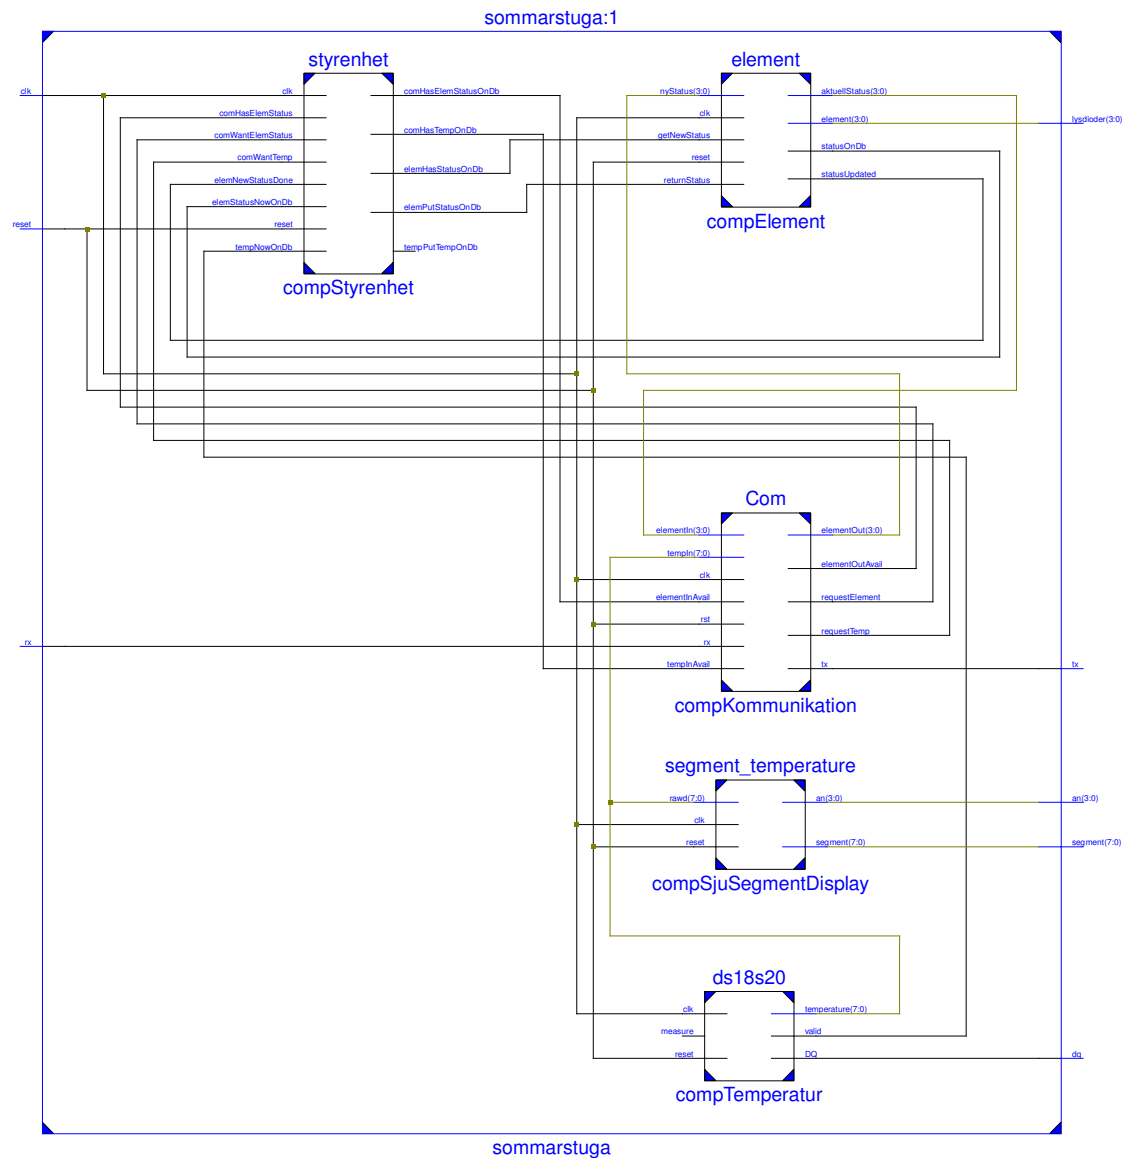 sommarstuga:1
styrenhet
element
clk
clk
comHasElemStatusOnDb
nyStatus(3:0)
aktuellStatus(3:0)
comHasElemStatus
clk
element(3:0)
lysdioder(3:0)
comWantElemStatus
comHasTempOnDb
getNewStatus
statusOnDb
comWantTemp
elemHasStatusOnDb
reset
statusUpdated
elemNewStatusDone
returnStatus
elemStatusNowOnDb
elemPutStatusOnDb
reset
reset
compElement
tempNowOnDb
tempPutTempOnDb
compStyrenhet
Com
elementIn(3:0)
elementOut(3:0)
tempIn(7:0)
elementOutAvail
clk
elementInAvail
requestElement
rst
requestTemp
rx
rx
tempInAvail
tx
tx
compKommunikation
segment_temperature
rawd(7:0)
an(3:0)
an(3:0)
clk
reset
segment(7:0)
segment(7:0)
compSjuSegmentDisplay
ds18s20
clk
temperature(7:0)
measure
valid
reset
DQ
dq
compTemperatur
sommarstuga